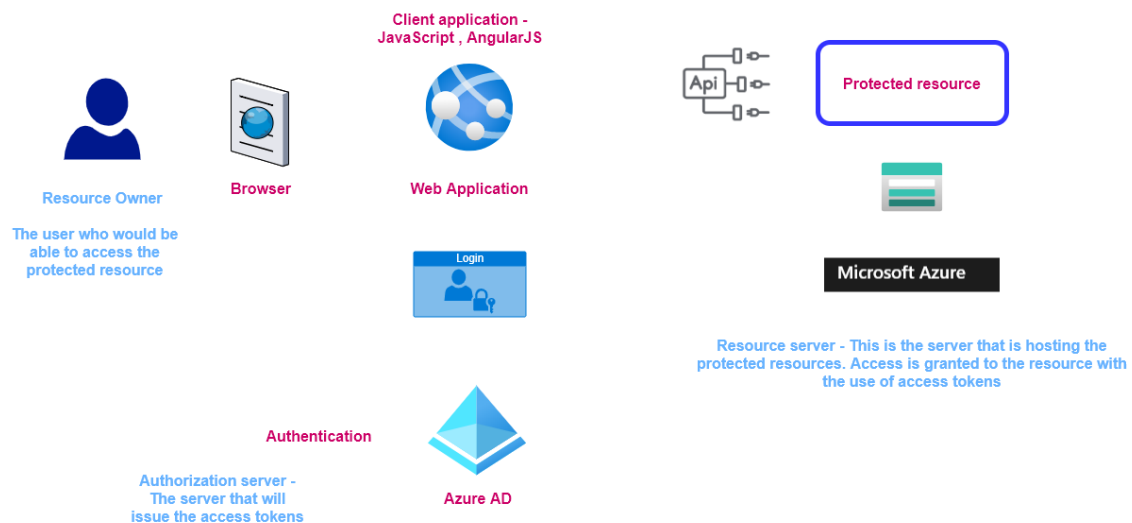 Client application -
JavaScript , AngularJS
Api
Protected resource
Browser
Web Application
Resource Owner
The user who would be
able to access the
protected resource
Login
Microsoft Azure
Resource server - This is the server that is hosting the
protected resources. Access is granted to the resource with
the use of access tokens
Authentication
Authorization server -
The server that will
issue the access tokens
Azure AD